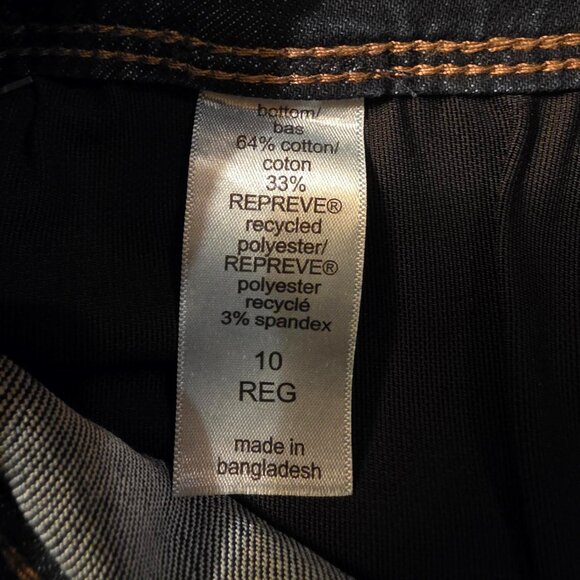 bottom/
bas
64% cotton/
coton
33%
REPREVE®
recycled
polyester/
REPREVE®
polyester
recyclé
3% spandex
10
REG
made in
bangladesh